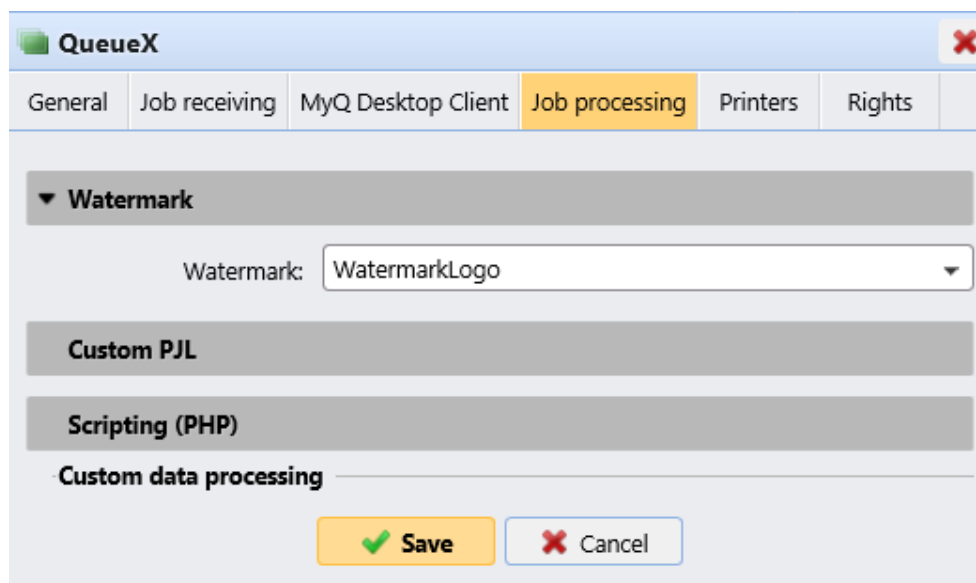 QueueX
General Job receiving MyQ Desktop Client Job processing Printers Rights
Watermark
Watermark: WatermarkLogo
Custom PJL
Scripting (PHP)
Custom data processing
Save Cancel